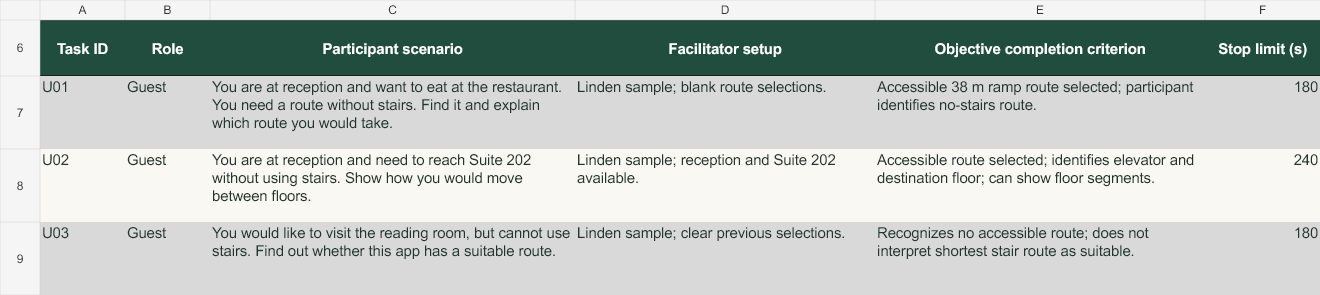 A B C D E F
6 Task ID Role Participant scenario Facilitator setup Objective completion criterion Stop limit (s)
7 U01 Guest You are at reception and want to eat at the restaurant. Linden sample; blank route selections. Accessible 38 m ramp route selected; participant 180
You need a route without stairs. Find it and explain identifies no-stairs route.
which route you would take.
8 U02 Guest You are at reception and need to reach Suite 202 Linden sample; reception and Suite 202 Accessible route selected; identifies elevator and 240
without using stairs. Show how you would move available. destination floor; can show floor segments.
between floors.
9 U03 Guest You would like to visit the reading room, but cannot use Linden sample; clear previous selections. Recognizes no accessible route; does not 180
stairs. Find out whether this app has a suitable route. interpret shortest stair route as suitable.